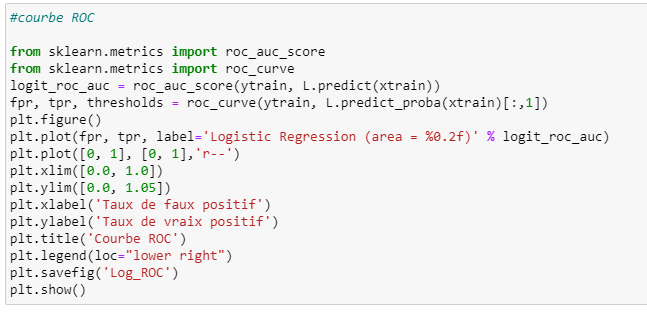 #courbe ROC
from sklearn.metrics import roc_auc_score
from sklearn.metrics import roc_curve
logit_roc_auc = roc_auc_score(ytrain, L.predict(xtrain))
fpr, tpr, thresholds = roc_curve(ytrain, L.predict_proba(xtrain)[:,1])
plt.figure()
plt.plot(fpr, tpr, label='Logistic Regression (area = %0.2f)' % logit_roc_auc)
plt.plot([0, 1], [0, 1],'r--')
plt.xlim([0.0, 1.0])
plt.ylim([0.0, 1.05])
plt.xlabel('Taux de faux positif')
plt.ylabel('Taux de vraix positif')
plt.title('Courbe ROC')
plt.legend(loc="lower right")
plt.savefig('Log_ROC')
plt.show()